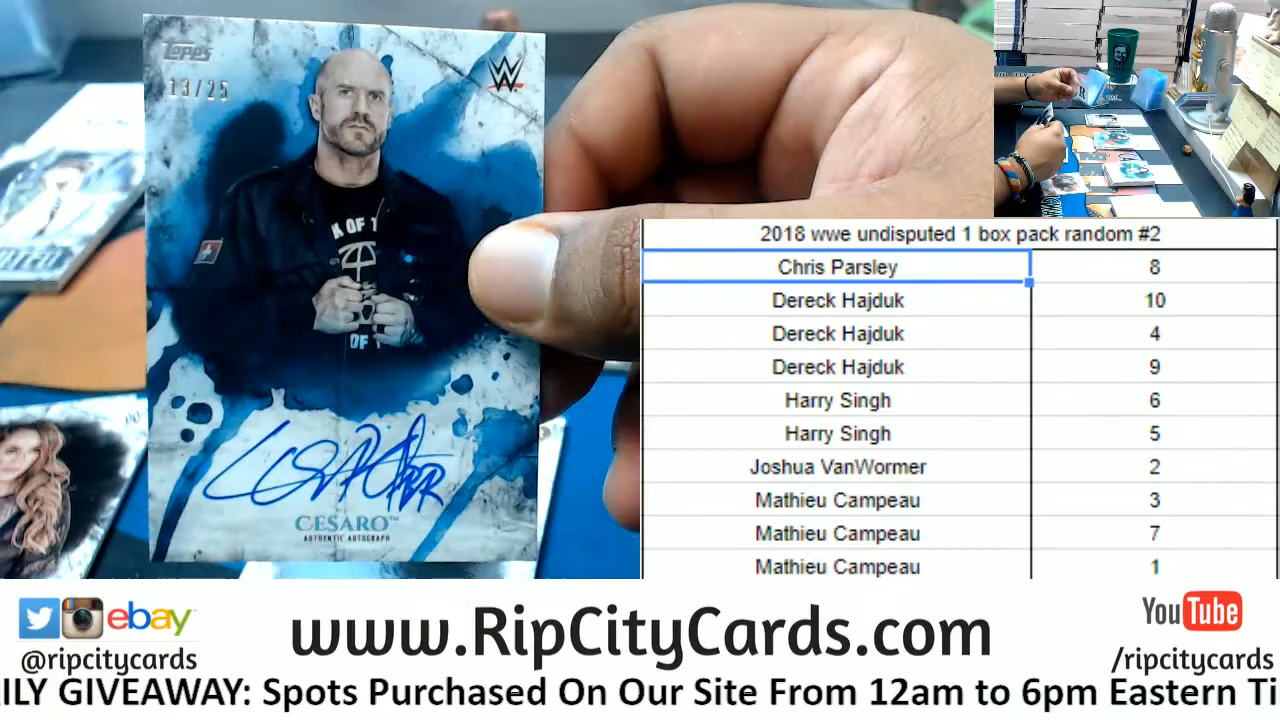 Topps
13/25
W
K OF T
OF T
CESARO™
AUTHENTIC AUTOGRAPH
2018 wwe undisputed 1 box pack random #2
Chris Parsley 8
Dereck Hajduk 10
Dereck Hajduk 4
Dereck Hajduk 9
Harry Singh 6
Harry Singh 5
Joshua VanWormer 2
Mathieu Campeau 3
Mathieu Campeau 7
Mathieu Campeau 1
ebay
@ripcitycards
www.RipCityCards.com
YouTube
/ripcitycards
ILY GIVEAWAY: Spots Purchased On Our Site From 12am to 6pm Eastern Ti